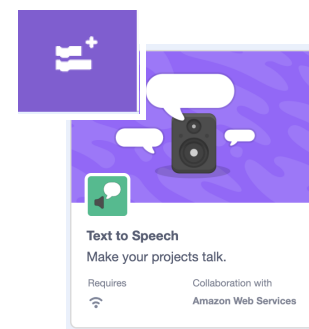 Text to Speech
Make your projects talk.
Requires
Collaboration with
Amazon Web Services